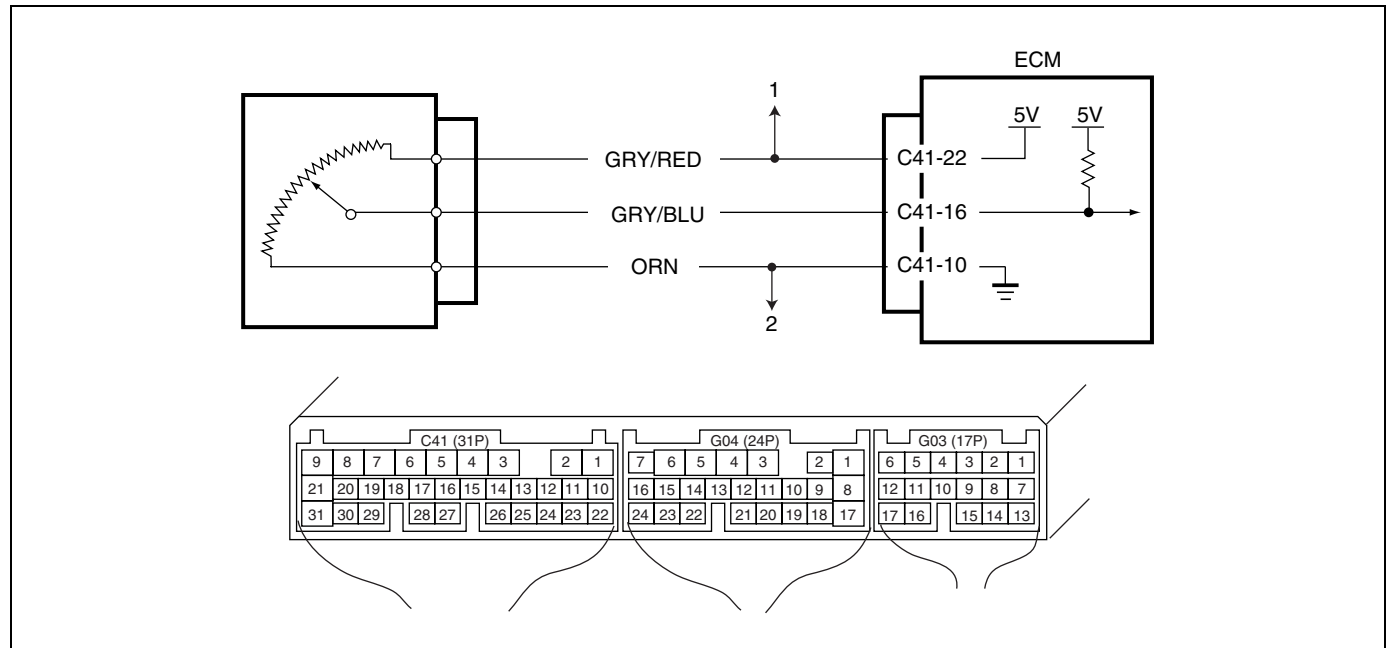 ECM
1
5V 5V
GRY/RED C41-22
GRY/BLU C41-16
ORN C41-10
2
C41 (31P) G04 (24P) G03 (17P)
9 8 7 6 5 4 3 2 1 7 6 5 4 3 2 1 6 5 4 3 2 1
21 20 19 18 17 16 15 14 13 12 11 10 16 15 14 13 12 11 10 9 8 12 11 10 9 8 7
31 30 29 28 27 26 25 24 23 22 24 23 22 21 20 19 18 17 17 16 15 14 13